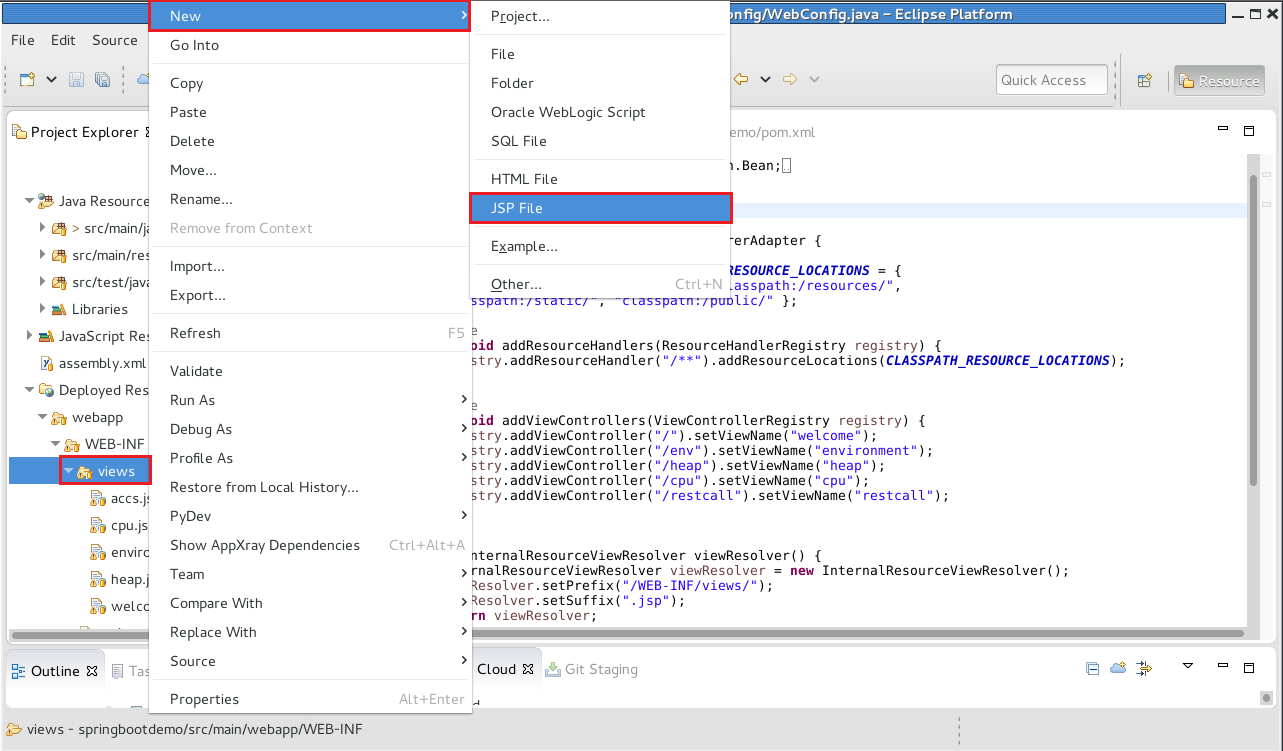 onfig/WebConfig.java – Eclipse Platform
File Edit Source
Quick Access
Resource
Project Explorer
Java Resource
> src/main/ja
src/main/res
src/test/java
Libraries
JavaScript Res
assembly.xml
Deployed Res
webapp
WEB-INF
views
accs.js
cpu.js
enviro
heap.j
welco
New
Go Into
Copy
Paste
Delete
Move...
Rename...
Remove from Context
Import...
Export...
Refresh F5
Validate
Run As
Debug As
Profile As
Restore from Local History...
PyDev
Show AppXray Dependencies Ctrl+Alt+A
Team
Compare With
Replace With
Source
Properties Alt+Enter
Project...
File
Folder
Oracle WebLogic Script
SQL File
HTML File
JSP File
Example...
Other... Ctrl+N
emo/pom.xml
n.Bean;
rerAdapter {
RESOURCE_LOCATIONS = {
lasspath:/resources/",
sspath:/static/", "classpath:/public/" };
e
oid addResourceHandlers(ResourceHandlerRegistry registry) {
stry.addResourceHandler("/**").addResourceLocations(CLASSPATH_RESOURCE_LOCATIONS);
e
oid addViewControllers(ViewControllerRegistry registry) {
stry.addViewController("/").setViewName("welcome");
stry.addViewController("/env").setViewName("environment");
stry.addViewController("/heap").setViewName("heap");
stry.addViewController("/cpu").setViewName("cpu");
stry.addViewController("/restcall").setViewName("restcall");
nternalResourceViewResolver viewResolver() {
rnalResourceViewResolver viewResolver = new InternalResourceViewResolver();
Resolver.setPrefix("/WEB-INF/views/");
Resolver.setSuffix(".jsp");
rn viewResolver;
Outline
Tas
Cloud
Git Staging
views - springbootdemo/src/main/webapp/WEB-INF